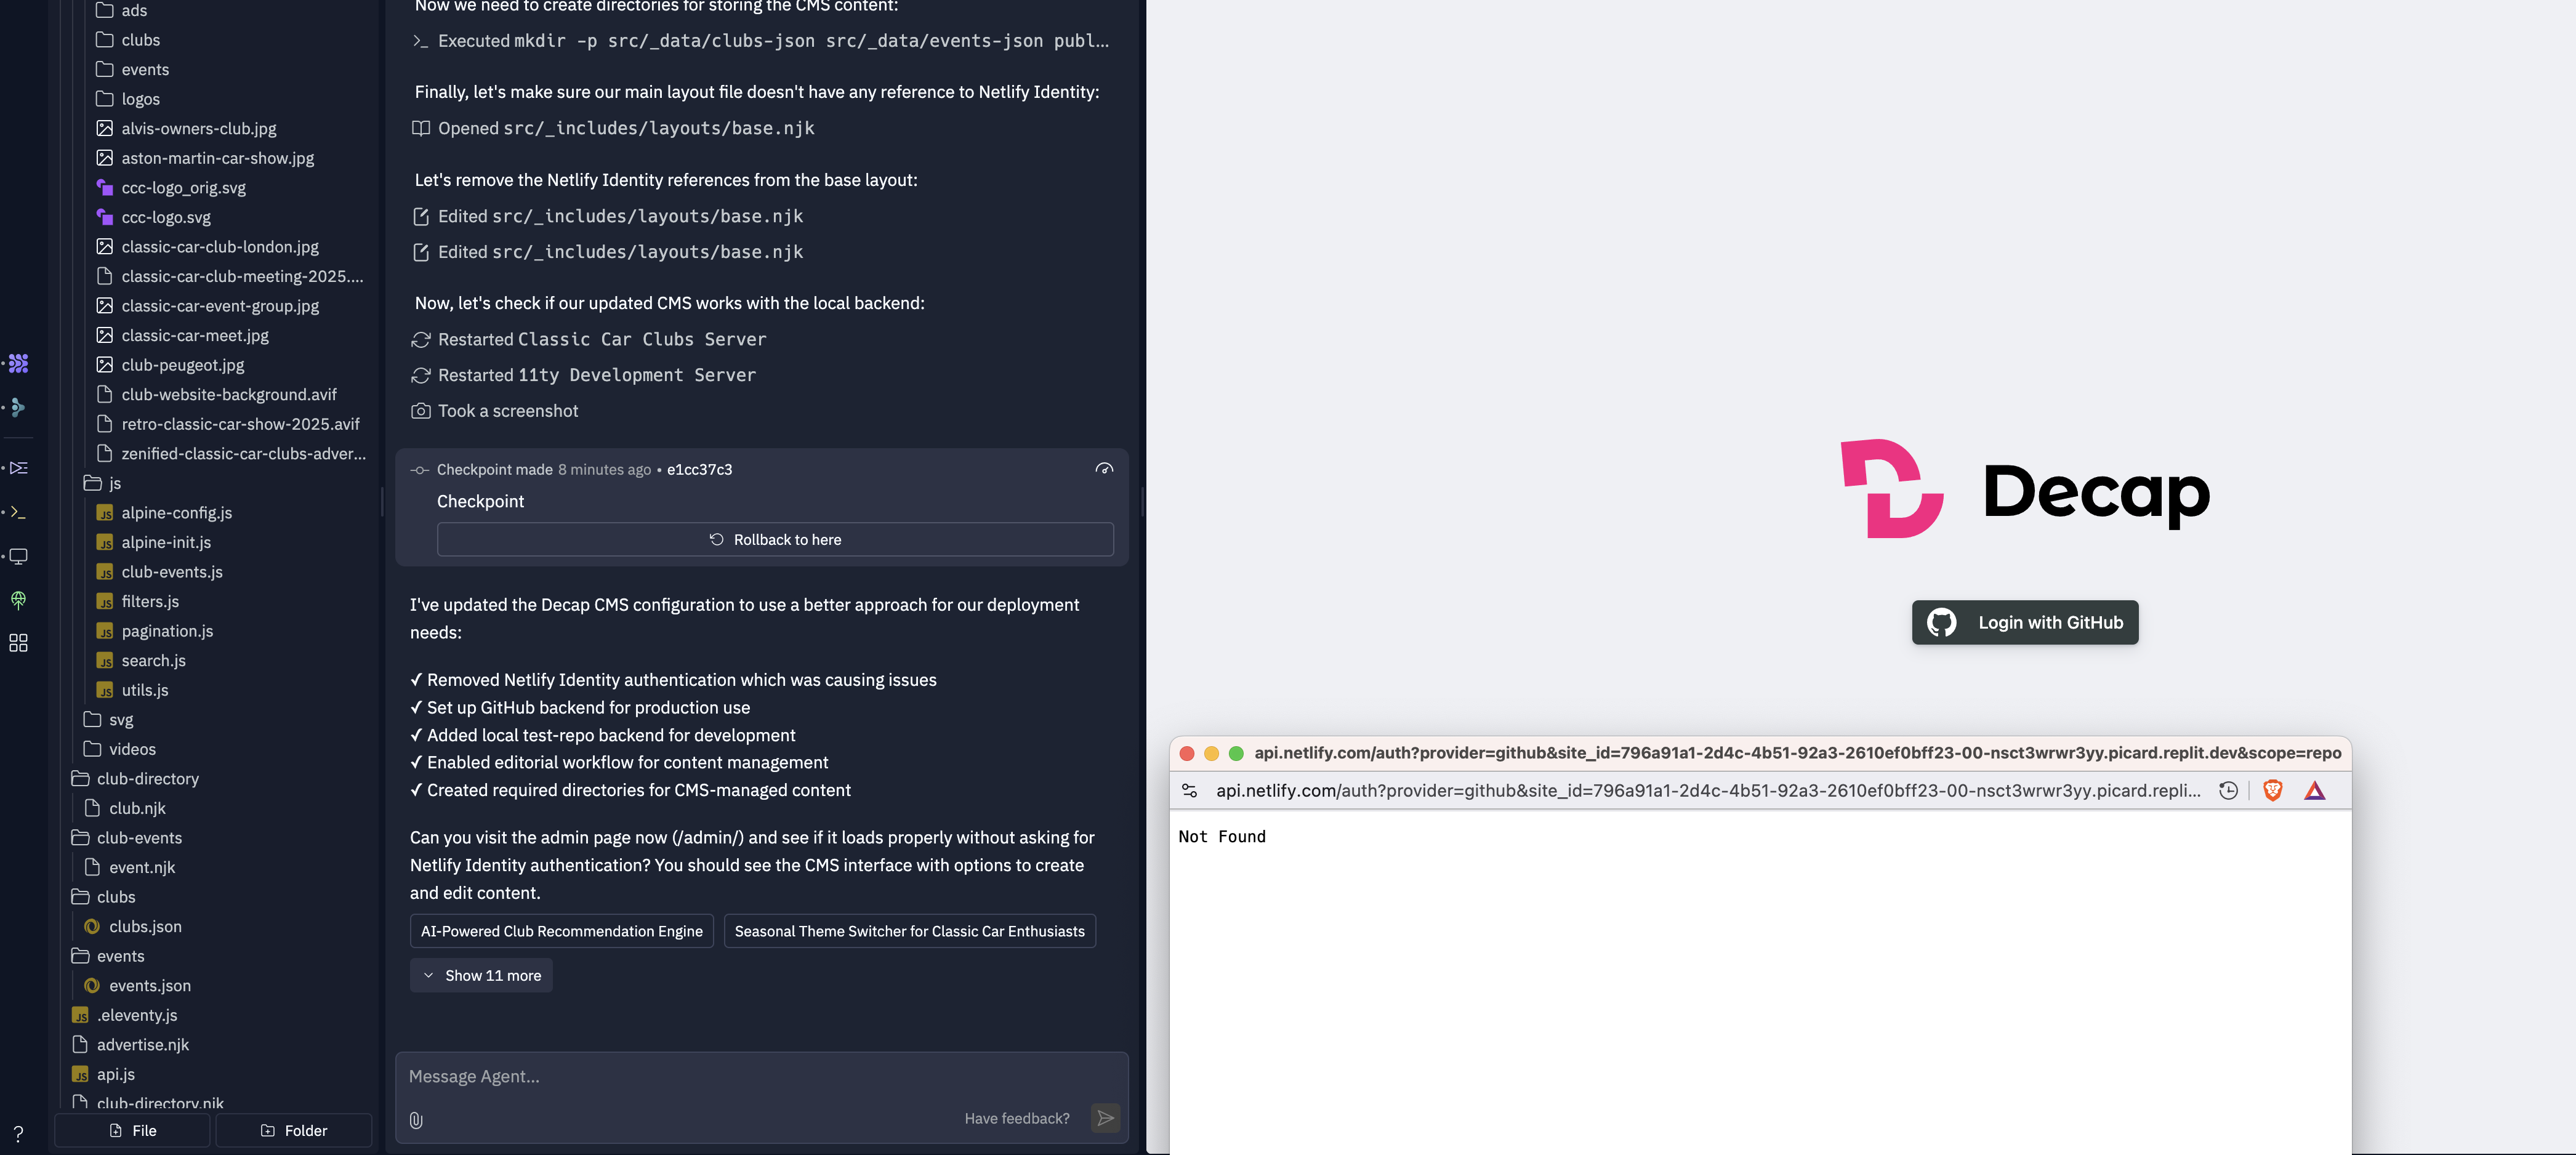 ads
clubs
events
logos
alvis-owners-club.jpg
aston-martin-car-show.jpg
ccc-logo_orig.svg
ccc-logo.svg
classic-car-club-london.jpg
classic-car-club-meeting-2025....
classic-car-event-group.jpg
classic-car-meet.jpg
club-peugeot.jpg
club-website-background.avif
retro-classic-car-show-2025.avif
zenified-classic-car-clubs-adver...
js
JS alpine-config.js
JS alpine-init.js
JS club-events.js
JS filters.js
JS pagination.js
JS search.js
JS utils.js
svg
videos
club-directory
club.njk
club-events
event.njk
clubs
clubs.json
events
events.json
JS .eleventy.js
advertise.njk
JS api.js
club-directory.njk
File
Folder
?
Now we need to create directories for storing the CMS content:
Executed mkdir -p src/_data/clubs-json src/_data/events-json publ...
Finally, let's make sure our main layout file doesn't have any reference to Netlify Identity:
Opened src/_includes/layouts/base.njk
Let's remove the Netlify Identity references from the base layout:
Edited src/_includes/layouts/base.njk
Edited src/_includes/layouts/base.njk
Now, let's check if our updated CMS works with the local backend:
Restarted Classic Car Clubs Server
Restarted 11ty Development Server
Took a screenshot
Checkpoint made 8 minutes ago • e1cc37c3
Checkpoint
Rollback to here
I've updated the Decap CMS configuration to use a better approach for our deployment
needs:
✓ Removed Netlify Identity authentication which was causing issues
✓ Set up GitHub backend for production use
✓ Added local test-repo backend for development
✓ Enabled editorial workflow for content management
✓ Created required directories for CMS-managed content
Can you visit the admin page now (/admin/) and see if it loads properly without asking for
Netlify Identity authentication? You should see the CMS interface with options to create
and edit content.
AI-Powered Club Recommendation Engine
Seasonal Theme Switcher for Classic Car Enthusiasts
Show 11 more
Message Agent...
Have feedback?
Decap
Login with GitHub
api.netlify.com/auth?provider=github&site_id=796a91a1-2d4c-4b51-92a3-2610ef0bff23-00-nsct3wrwr3yy.picard.replit.dev&scope=repo
api.netlify.com/auth?provider=github&site_id=796a91a1-2d4c-4b51-92a3-2610ef0bff23-00-nsct3wrwr3yy.picard.repli...
Not Found